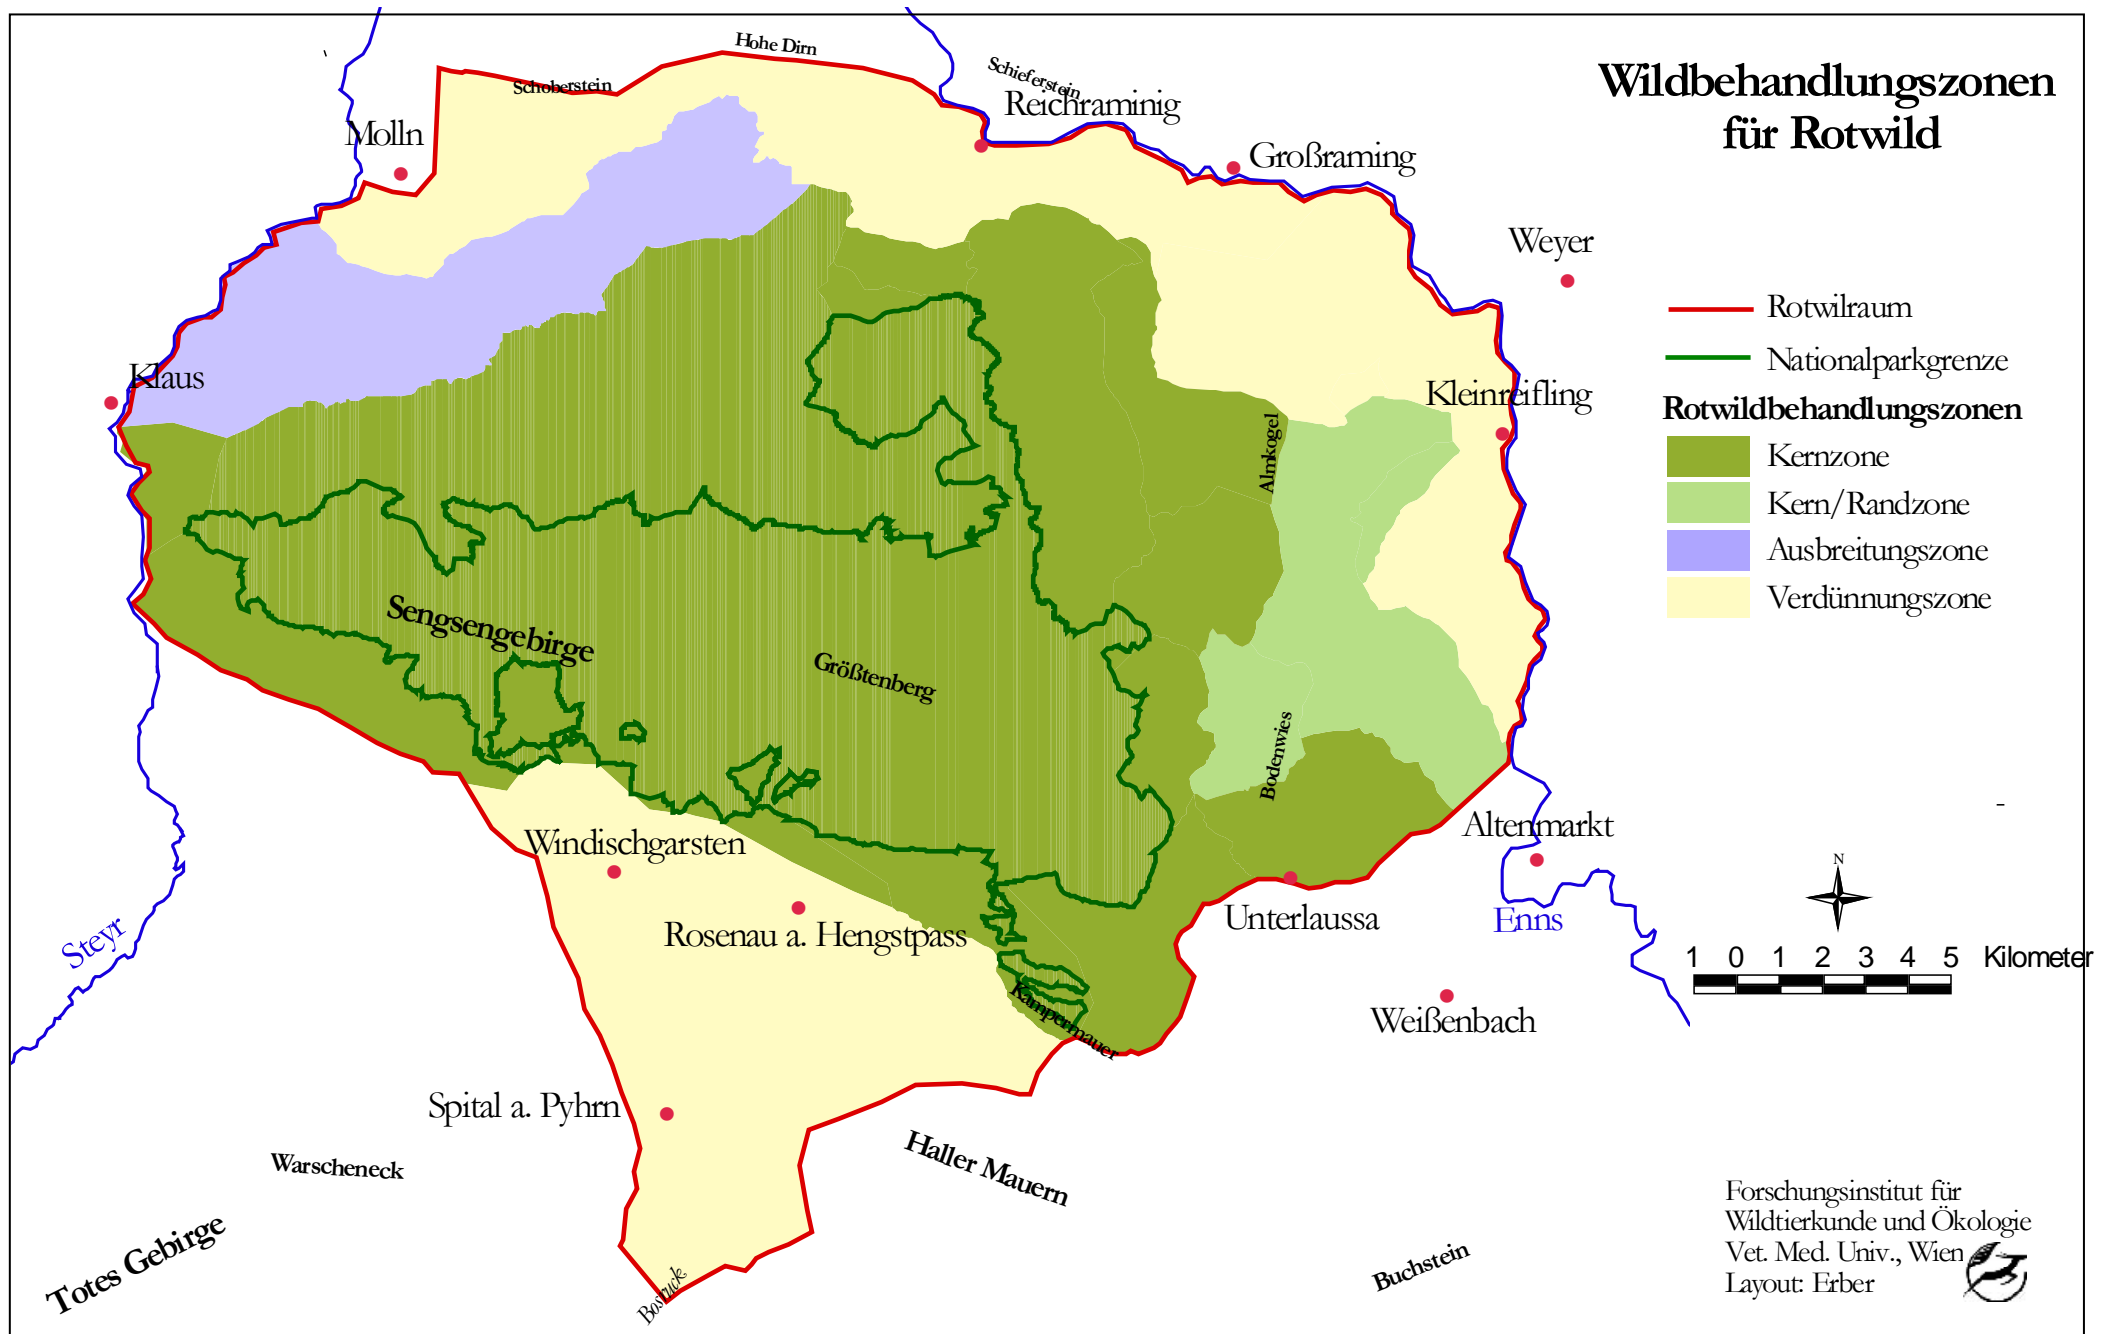 Wildbehandlungszonen
für Rotwild
Hohe Dirn
Schoberstein
Schieferstein
Reichraminig
Molln
Großraming
Weyer
Klaus
Kleinreifling
Almkogel
Rotwilraum
Nationalparkgrenze
Rotwildbehandlungszonen
Kernzone
Kern/Randzone
Ausbreitungszone
Verdünnungszone
Sengsengebirge
Größtenberg
Bodenwies
Windischgarsten
Altenmarkt
Rosenau a. Hengstpass
Unterlaussa
Enns
Steyr
N
1 0 1 2 3 4 5 Kilometer
Kampermauer
Weißenbach
Spital a. Pyhrn
Warscheneck
Haller Mauern
Totes Gebirge
Bosruck
Buchstein
Forschungsinstitut für
Wildtierkunde und Ökologie
Vet. Med. Univ., Wien
Layout: Erber